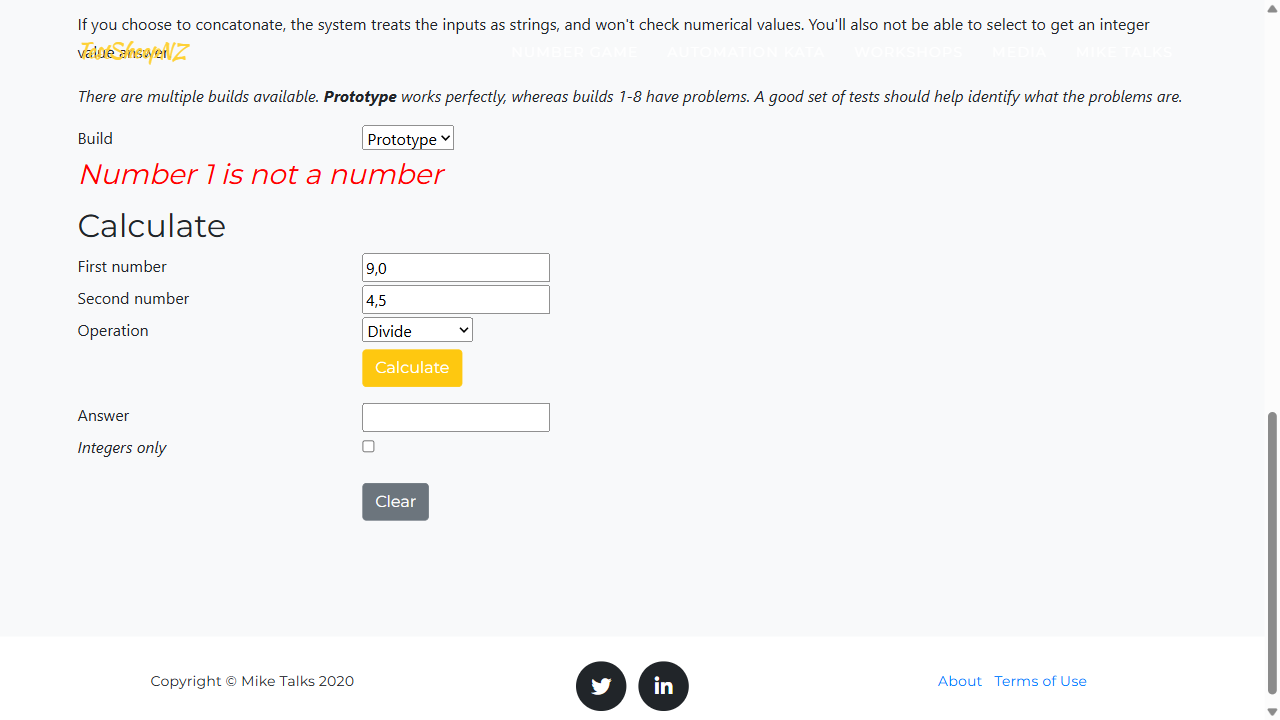 If you choose to concatonate, the system treats the inputs as strings, and won't check numerical values. You'll also not be able to select to get an integer
value answer
TestSheepNZ
NUMBER GAME AUTOMATION DATA WORKSHOPS MEDIA MIKE TALKS
There are multiple builds available. Prototype works perfectly, whereas builds 1-8 have problems. A good set of tests should help identify what the problems are.
Build Prototype
Number 1 is not a number
Calculate
First number 9,0
Second number 4,5
Operation Divide
Calculate
Answer
Integers only
Clear
Copyright © Mike Talks 2020
About Terms of Use